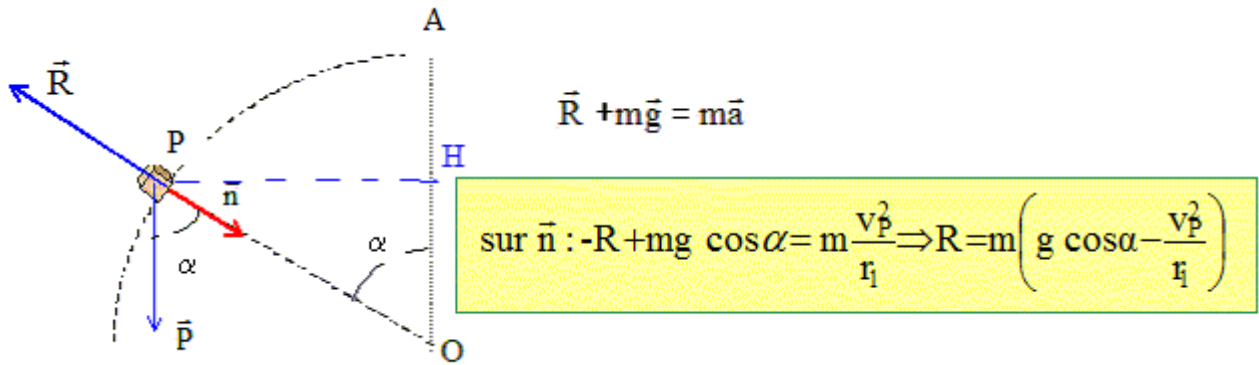 A
R⃗
R⃗ +mg⃗ = ma⃗
P
H
n⃗
sur n⃗ : -R+mg cosα= m v_P²/r₁ ⇒ R=m( g cosα− v_P²/r₁ )
α
α
P⃗
O